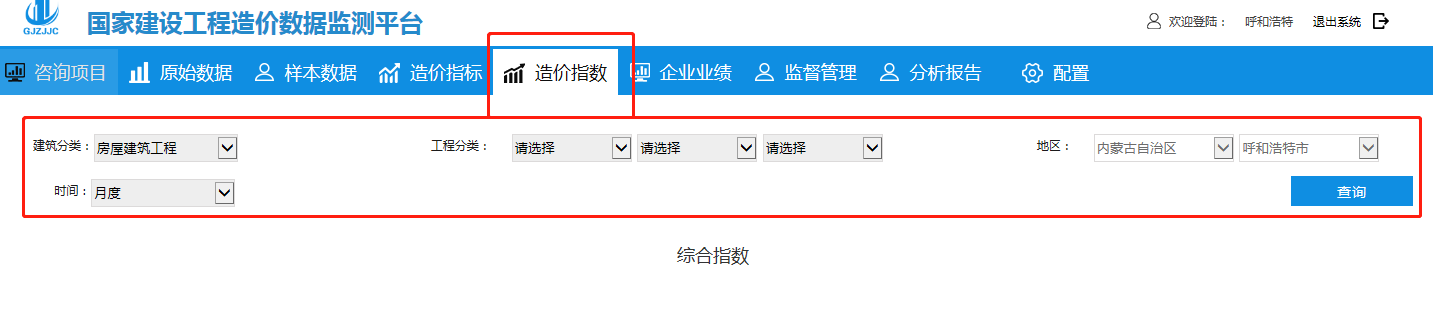 GJZJJC
国家建设工程造价数据监测平台
欢迎登陆： 呼和浩特 退出系统
咨询项目 原始数据 样本数据 造价指标 造价指数 企业业绩 监督管理 分析报告 配置
建筑分类： 房屋建筑工程 工程分类： 请选择 请选择 请选择 地区： 内蒙古自治区 呼和浩特市
时间： 月度 查询
综合指数